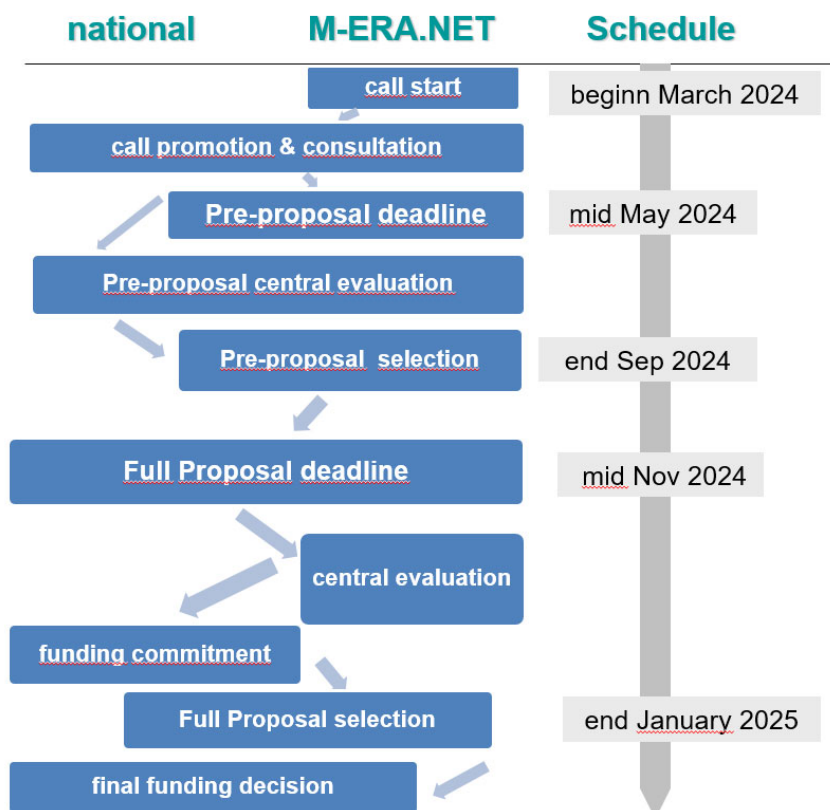 national M-ERA.NET Schedule
call start
beginn March 2024
call promotion & consultation
Pre-proposal deadline
mid May 2024
Pre-proposal central evaluation
Pre-proposal selection
end Sep 2024
Full Proposal deadline
mid Nov 2024
central evaluation
funding commitment
Full Proposal selection
end January 2025
final funding decision